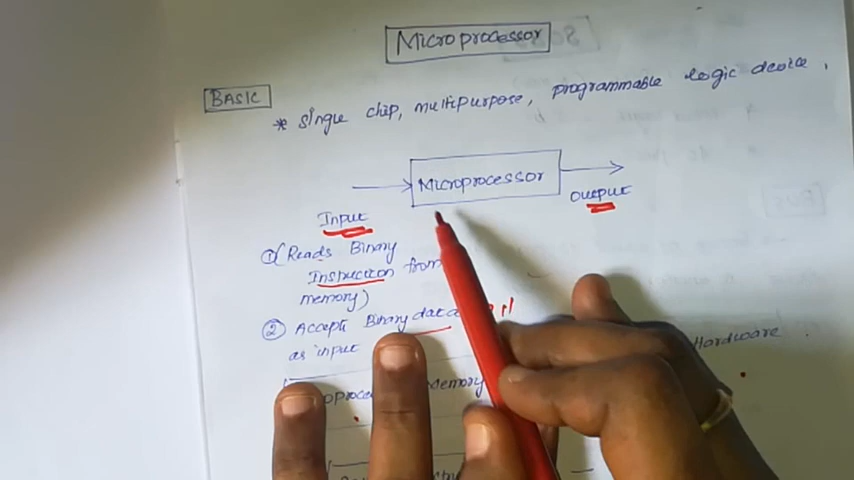 Microprocessor
BASIC
* single chip, multipurpose, programmable logic device,
Microprocessor
Input
output
① (Reads Binary
Instruction from
memory)
② Accept Binary data
as input
Hardware
memory